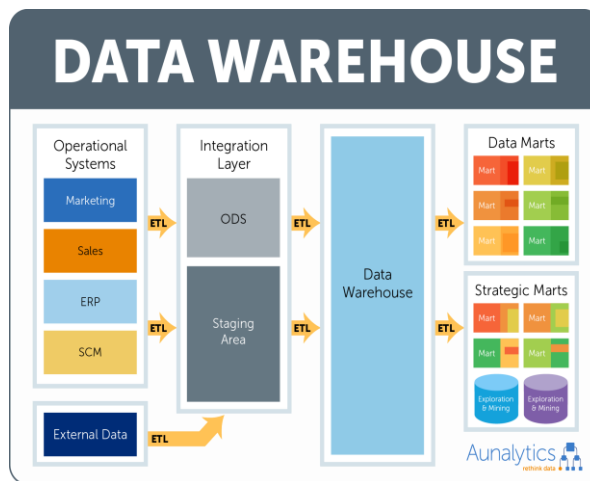 DATA WAREHOUSE
Operational
Systems
Marketing
Sales
ERP
SCM
External Data
ETL
ETL
ETL
Integration
Layer
ODS
Staging
Area
ETL
ETL
Data
Warehouse
ETL
ETL
Data Marts
Mart
Mart
Mart
Mart
Mart
Mart
Strategic Marts
Mart
Mart
Mart
Mart
Exploration
& Mining
Exploration
& Mining
Aunalytics
rethink data